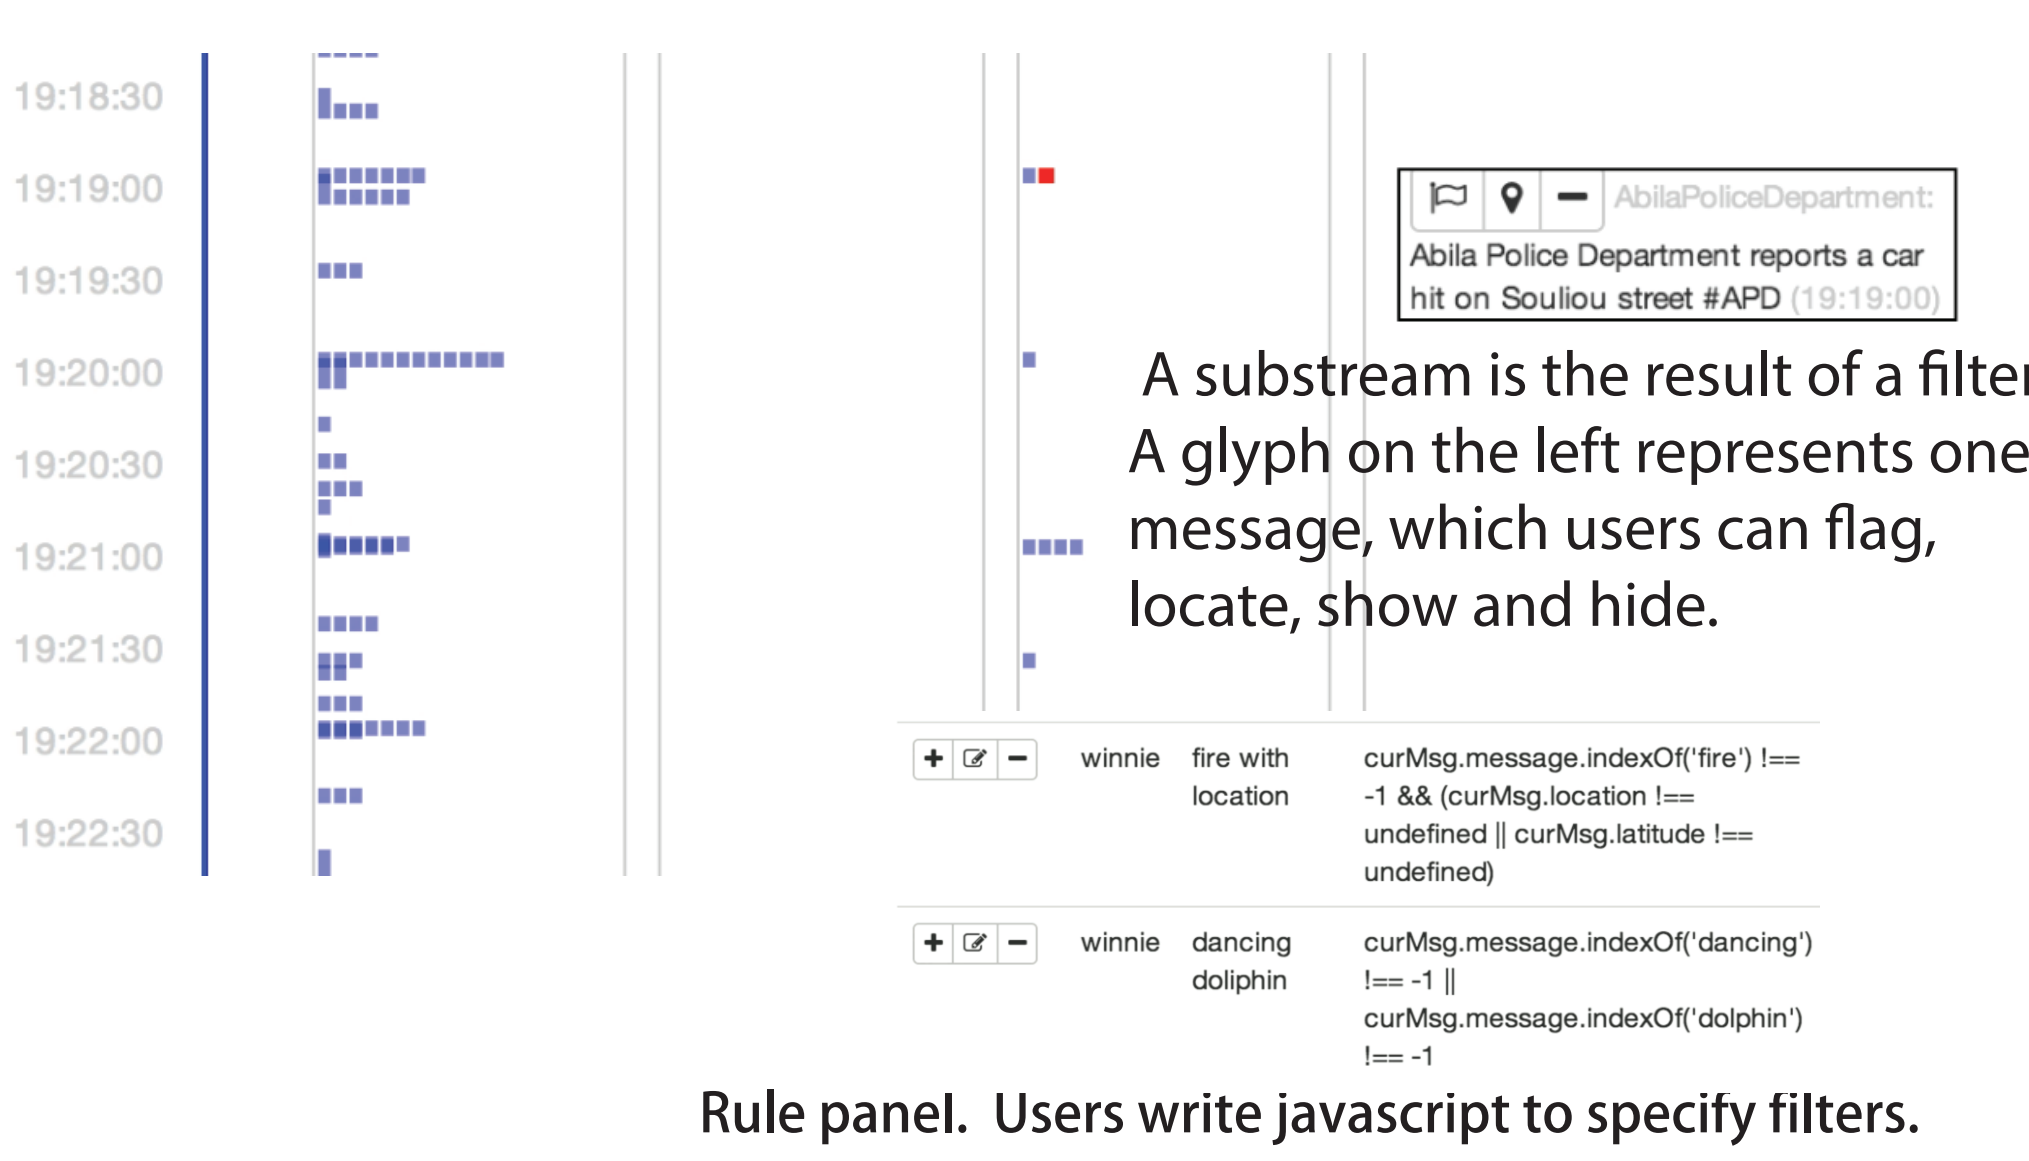 19:18:30
19:19:00
19:19:30
19:20:00
19:20:30
19:21:00
19:21:30
19:22:00
19:22:30
AbilaPoliceDepartment:
Abila Police Department reports a car
hit on Souliou street #APD (19:19:00)
A substream is the result of a filter
A glyph on the left represents one
message, which users can flag,
locate, show and hide.
winnie fire with curMsg.message.indexOf('fire') !==
location -1 && (curMsg.location !==
undefined || curMsg.latitude !==
undefined)
winnie dancing curMsg.message.indexOf('dancing')
doliphin !== -1 ||
curMsg.message.indexOf('dolphin')
!== -1
Rule panel. Users write javascript to specify filters.